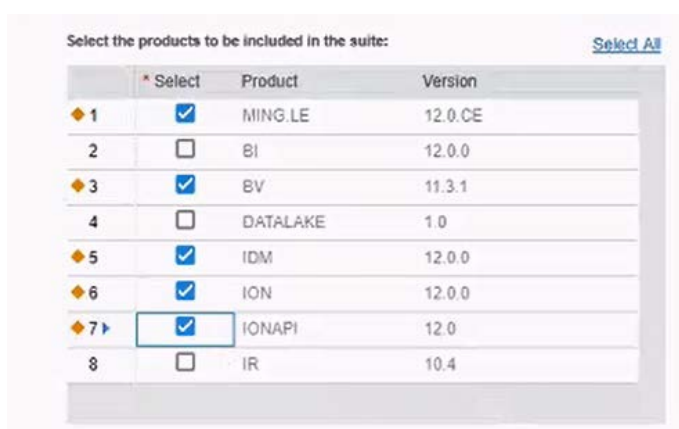 Select the products to be included in the suite:
Select All
* Select Product Version
1 MING.LE 12.0.CE
2 BI 12.0.0
3 BV 11.3.1
4 DATALAKE 1.0
5 IDM 12.0.0
6 ION 12.0.0
7 IONAPI 12.0
8 IR 10.4